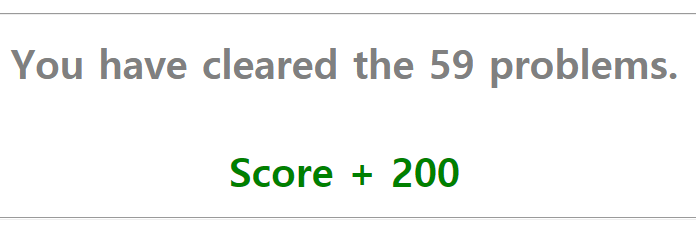 You have cleared the 59 problems.
Score + 200